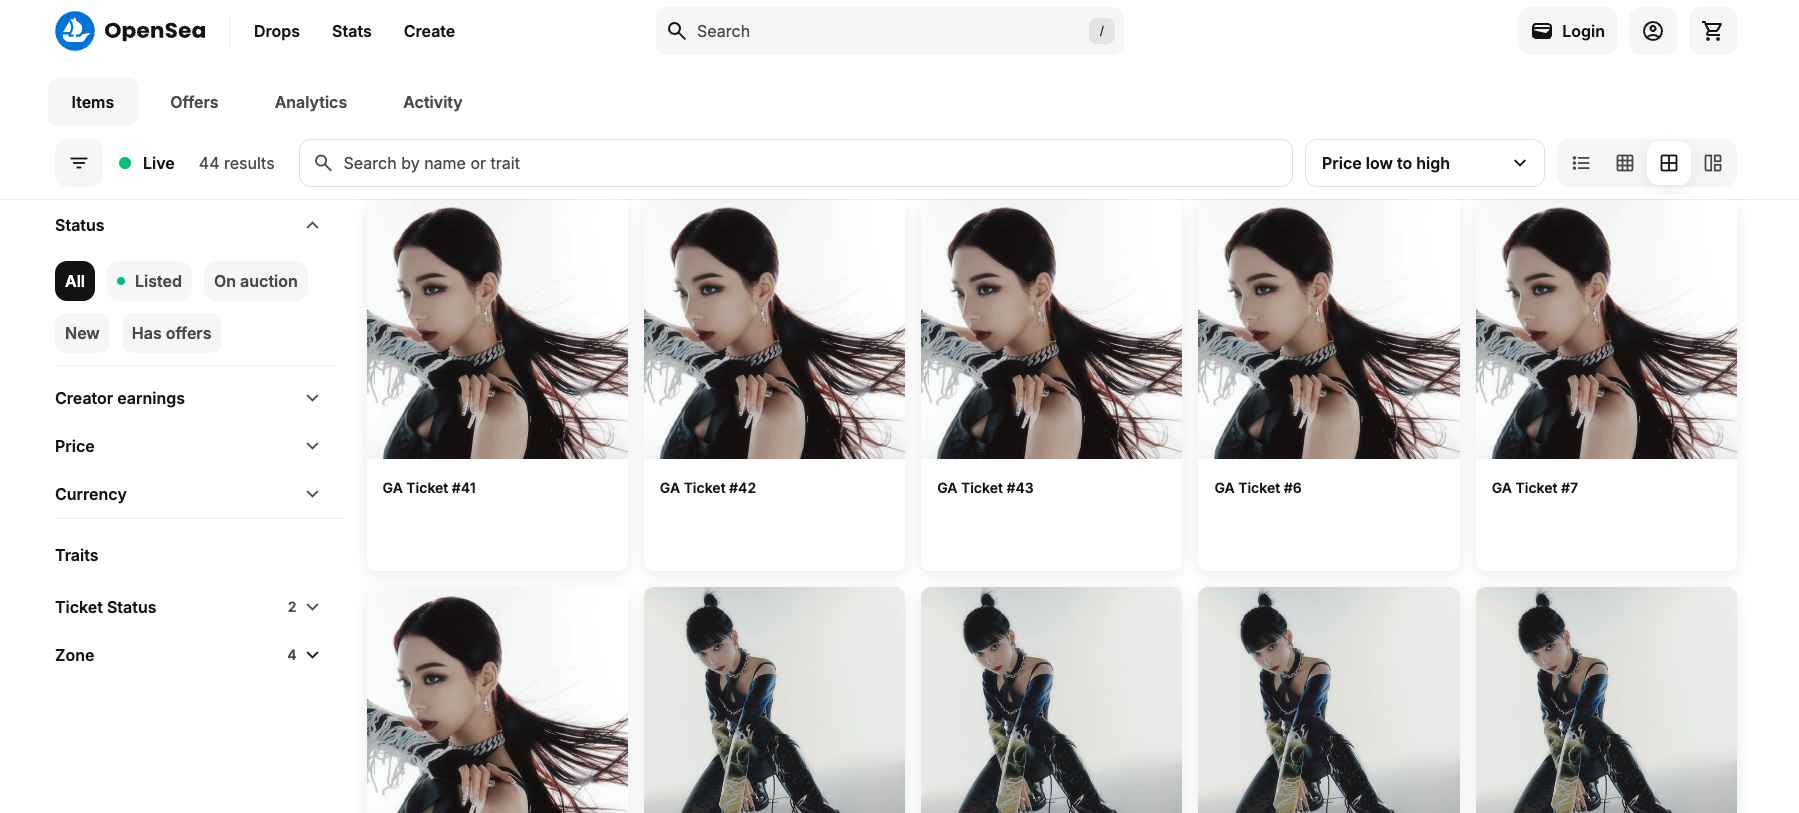 OpenSea
Drops
Stats
Create
Search
/
Login
Items
Offers
Analytics
Activity
Live
44 results
Search by name or trait
Price low to high
Status
All
Listed
On auction
New
Has offers
Creator earnings
Price
Currency
Traits
Ticket Status 2
Zone 4
GA Ticket #41
GA Ticket #42
GA Ticket #43
GA Ticket #6
GA Ticket #7